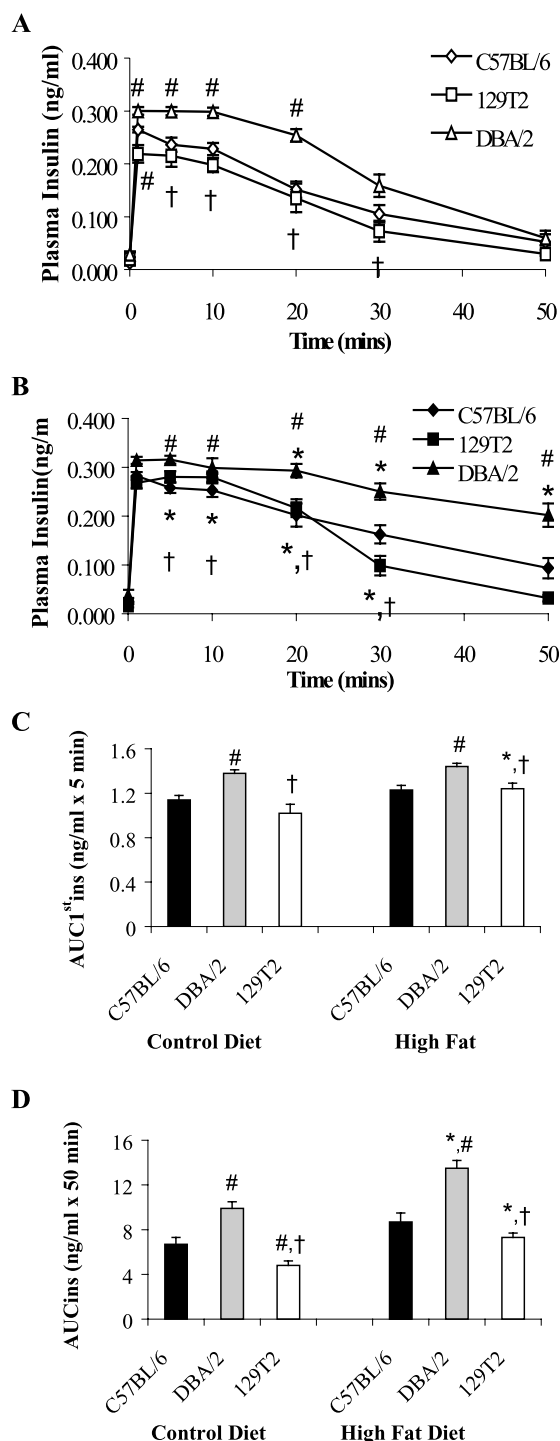 A
Plasma Insulin (ng/ml)
0.400
0.300
0.200
0.100
0.000
# # # #
# † †
†
†
C57BL/6
129T2
DBA/2
0 10 20 30 40 50
Time (mins)
B
Plasma Insulin(ng/m
0.400
0.300
0.200
0.100
0.000
# # # # #
* * *
* *
† †
*,†
*,†
C57BL/6
129T2
DBA/2
0 10 20 30 40 50
Time (mins)
C
AUC1stins (ng/ml x 5 min)
1.6
1.2
0.8
0.4
0
# † # *,†
C57BL/6 DBA/2 129T2 C57BL/6 DBA/2 129T2
Control Diet High Fat
D
AUCins (ng/ml x 50 min)
16
12
8
4
0
# #,† *,# *,†
C57BL/6 DBA/2 129T2 C57BL/6 DBA/2 129T2
Control Diet High Fat Diet